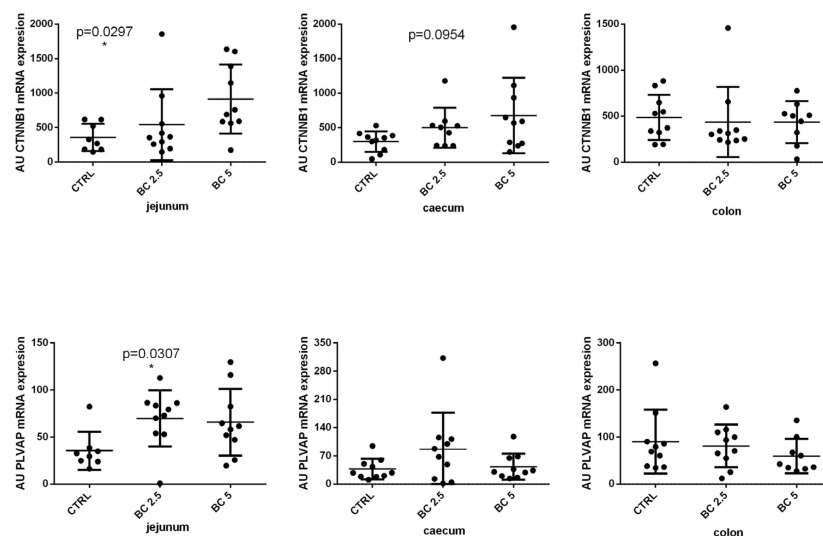 AU CTNNB1 mRNA expresion
2000
1500
1000
500
0
p=0.0297
*
CTRL
BC 2.5
BC 5
jejunum
AU CTNNB1 mRNA expresion
2000
1500
1000
500
0
p=0.0954
CTRL
BC 2.5
BC 5
caecum
AU CTNNB1 mRNA expresion
1500
1000
500
0
CTRL
BC 2.5
BC 5
colon
AU PLVAP mRNA expresion
150
100
50
0
p=0.0307
*
CTRL
BC 2.5
BC 5
jejunum
AU PLVAP mRNA expresion
350
280
210
140
70
0
CTRL
BC 2.5
BC 5
caecum
AU PLVAP mRNA expresion
300
200
100
0
CTRL
BC 2.5
BC 5
colon